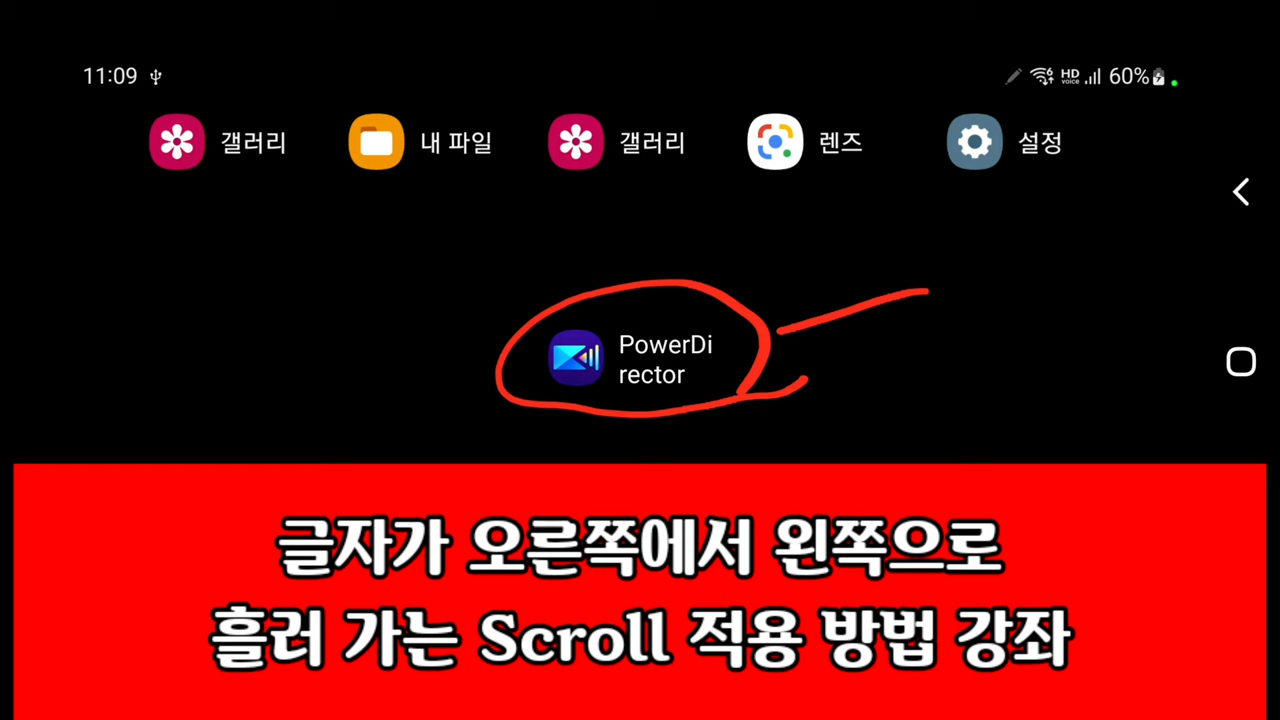 11:09 HD voice 60%
갤러리 내 파일 갤러리 렌즈 설정
PowerDi
rector
글자가 오른쪽에서 왼쪽으로
흘러 가는 Scroll 적용 방법 강좌